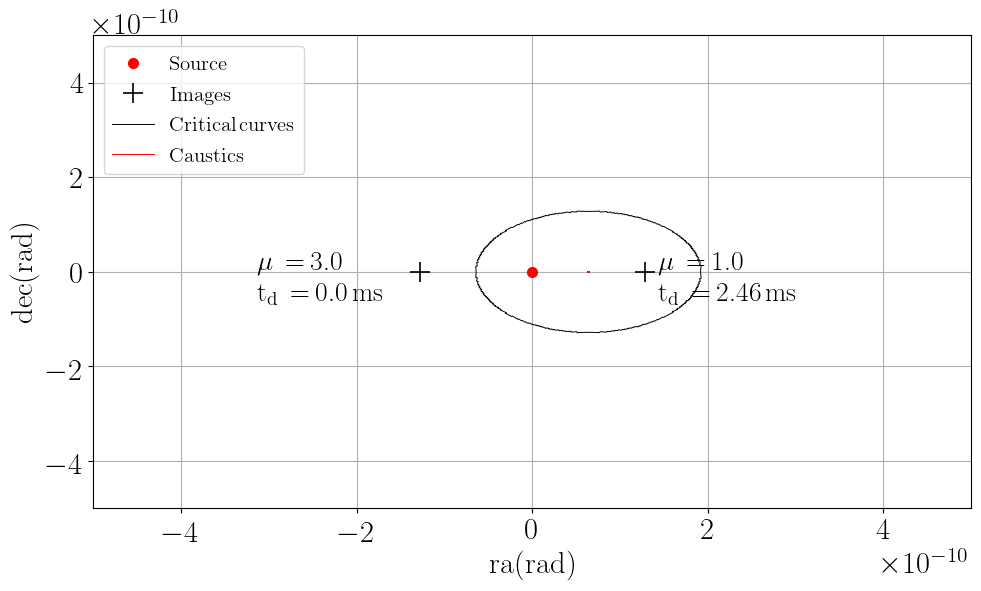 ×10⁻¹⁰
Source
Images
Critical curves
Caustics
4
2
0
−2
−4
dec(rad)
μ = 3.0
t_d = 0.0 ms
μ = 1.0
t_d = 2.46 ms
−4 −2 0 2 4
ra(rad)
×10⁻¹⁰